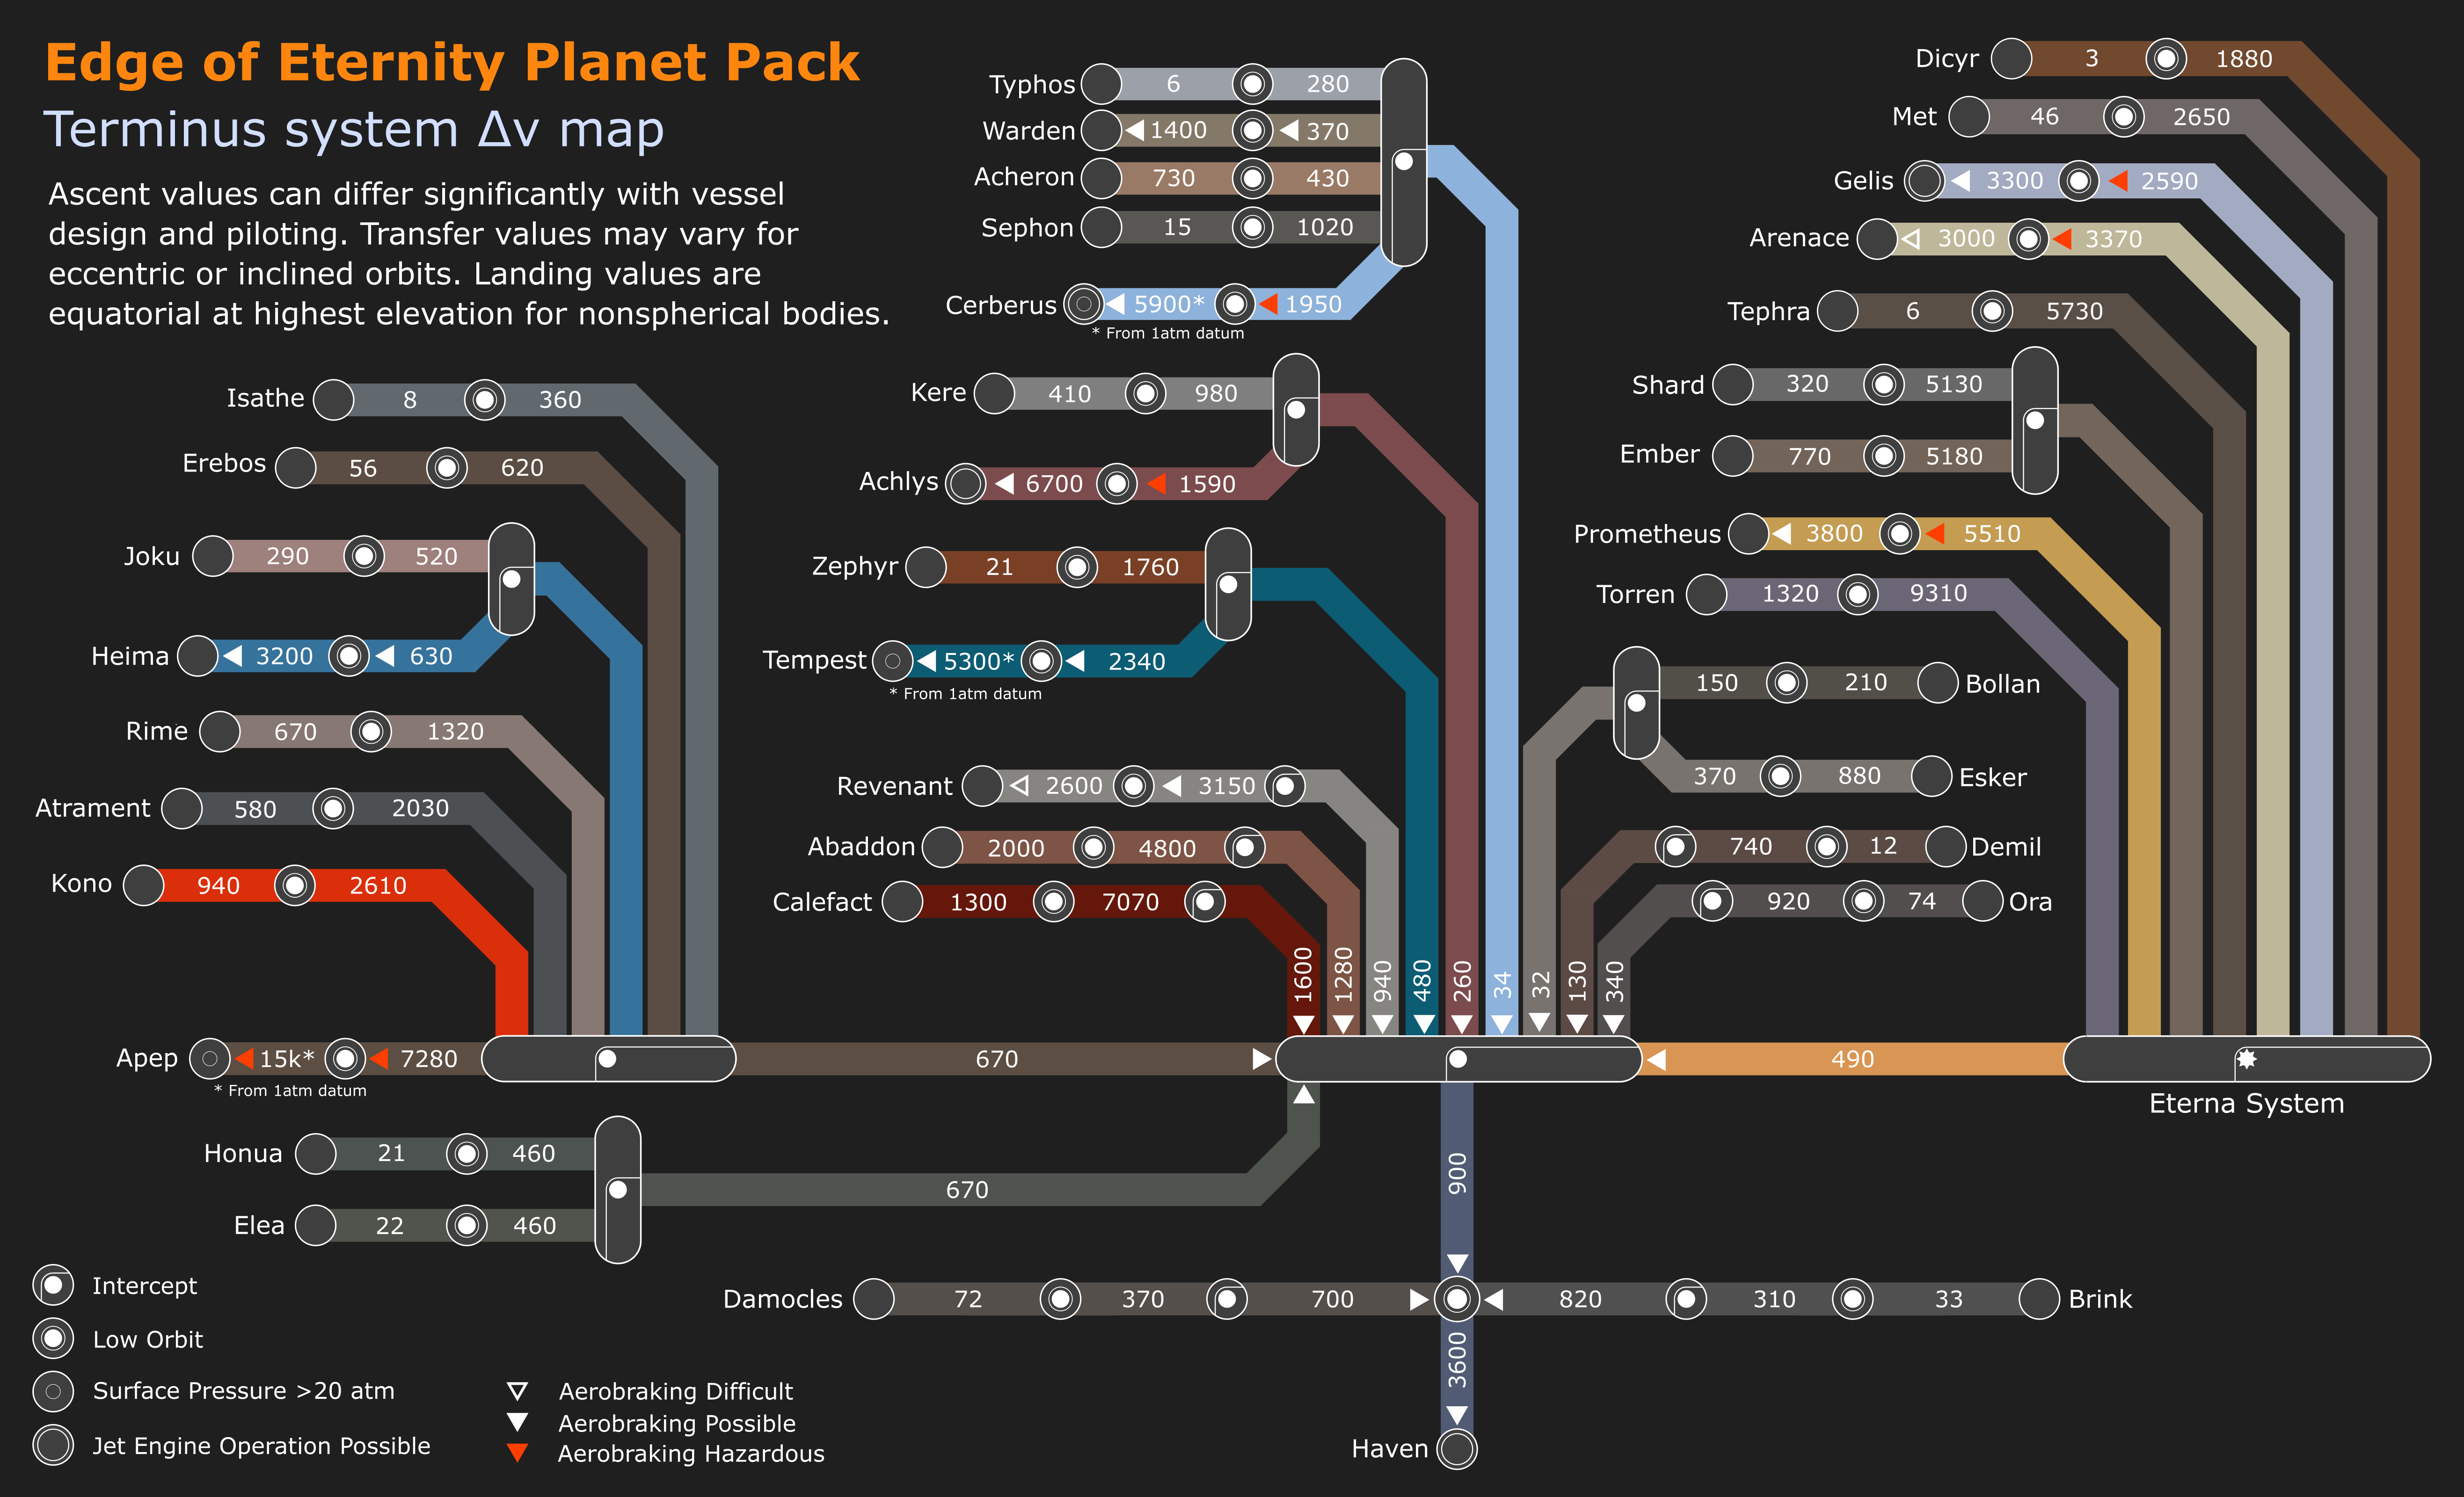 Edge of Eternity Planet Pack
Terminus system Δv map
Ascent values can differ significantly with vessel
design and piloting. Transfer values may vary for
eccentric or inclined orbits. Landing values are
equatorial at highest elevation for nonspherical bodies.
Isathe 8 360
Erebos 56 620
Joku 290 520
Heima 3200 630
Rime 670 1320
Atrament 580 2030
Kono 940 2610
Apep 15k* 7280 670
* From 1atm datum
Honua 21 460
Elea 22 460
670
Typhos 6 280
Warden 1400 370
Acheron 730 430
Sephon 15 1020
Cerberus 5900* 1950
* From 1atm datum
Kere 410 980
Achlys 6700 1590
Zephyr 21 1760
Tempest 5300* 2340
* From 1atm datum
Revenant 2600 3150
Abaddon 2000 4800
Calefact 1300 7070
1600
1280
940
480
260
34
32
130
340
Dicyr 3 1880
Met 46 2650
Gelis 3300 2590
Arenace 3000 3370
Tephra 6 5730
Shard 320 5130
Ember 770 5180
Prometheus 3800 5510
Torren 1320 9310
150 210 Bollan
370 880 Esker
740 12 Demil
920 74 Ora
490
Eterna System
900
Damocles 72 370 700 820 310 33 Brink
3600
Haven
Intercept
Low Orbit
Surface Pressure >20 atm
Jet Engine Operation Possible
Aerobraking Difficult
Aerobraking Possible
Aerobraking Hazardous